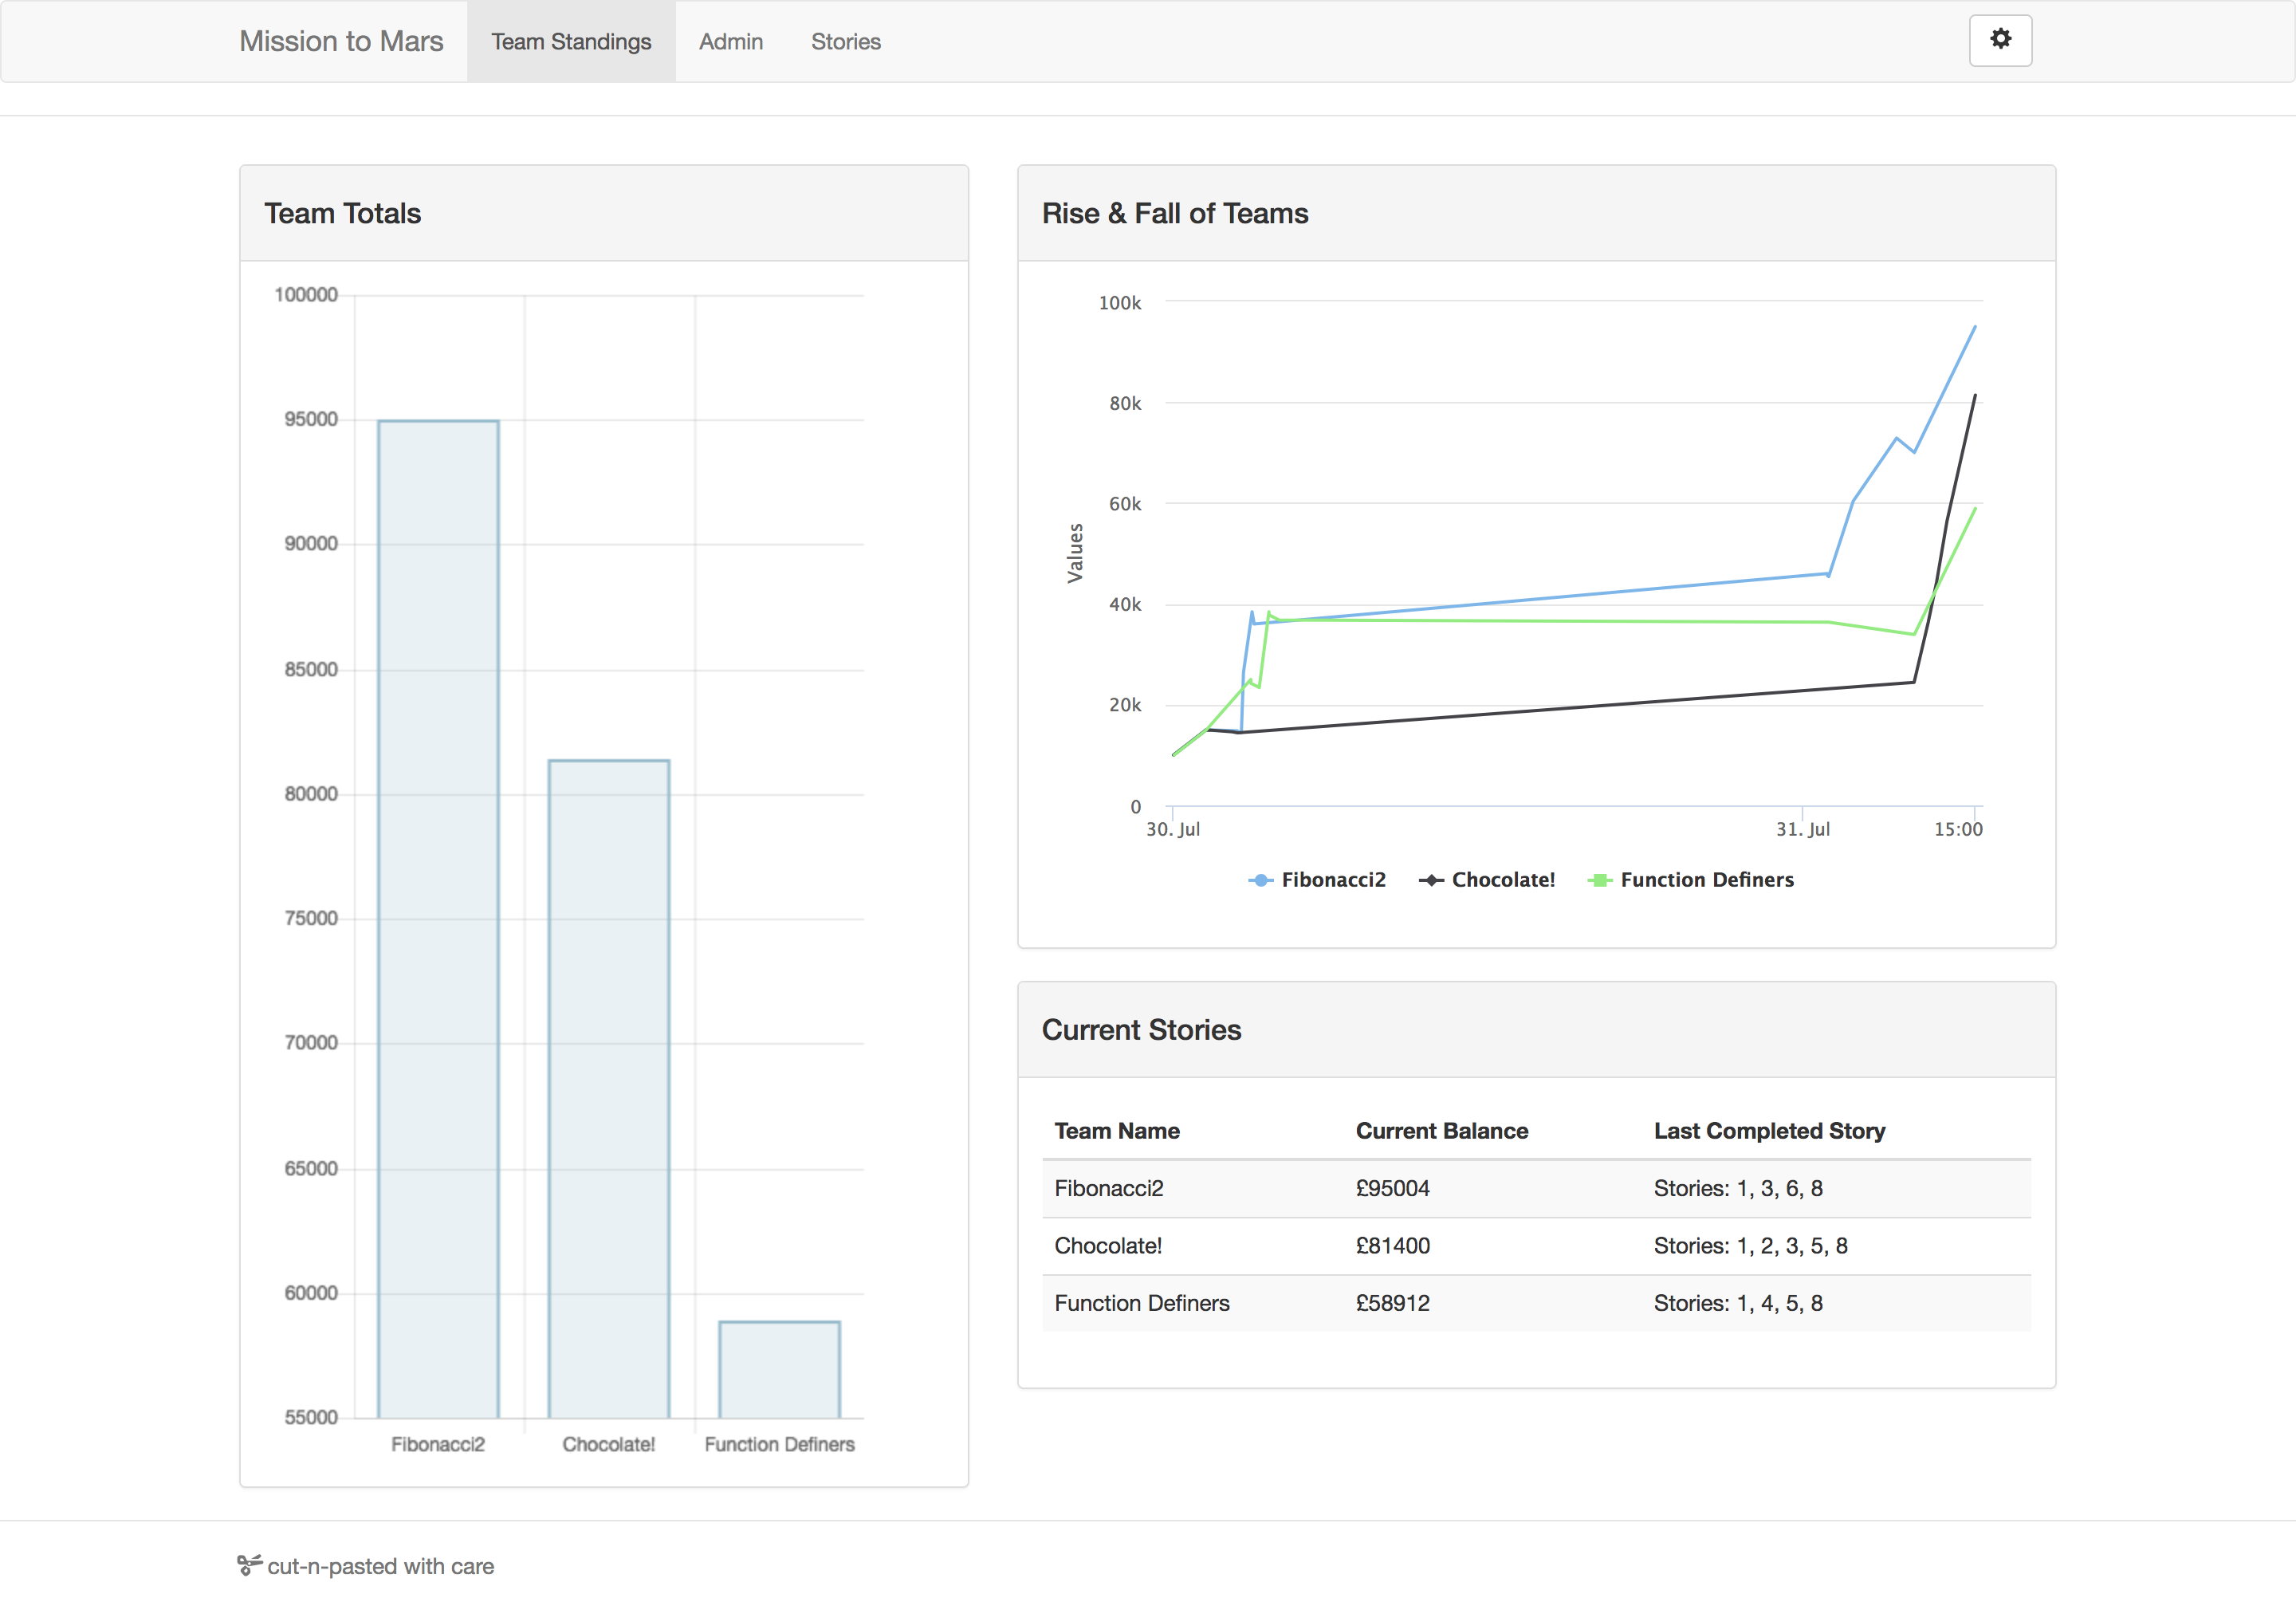 Mission to Mars Team Standings Admin Stories
Team Totals
100000
95000
90000
85000
80000
75000
70000
65000
60000
55000
Fibonacci2 Chocolate! Function Definers
Rise & Fall of Teams
100k
80k
60k
40k
20k
0
Values
30. Jul 31. Jul 15:00
Fibonacci2 Chocolate! Function Definers
Current Stories
Team Name Current Balance Last Completed Story
Fibonacci2 £95004 Stories: 1, 3, 6, 8
Chocolate! £81400 Stories: 1, 2, 3, 5, 8
Function Definers £58912 Stories: 1, 4, 5, 8
cut-n-pasted with care